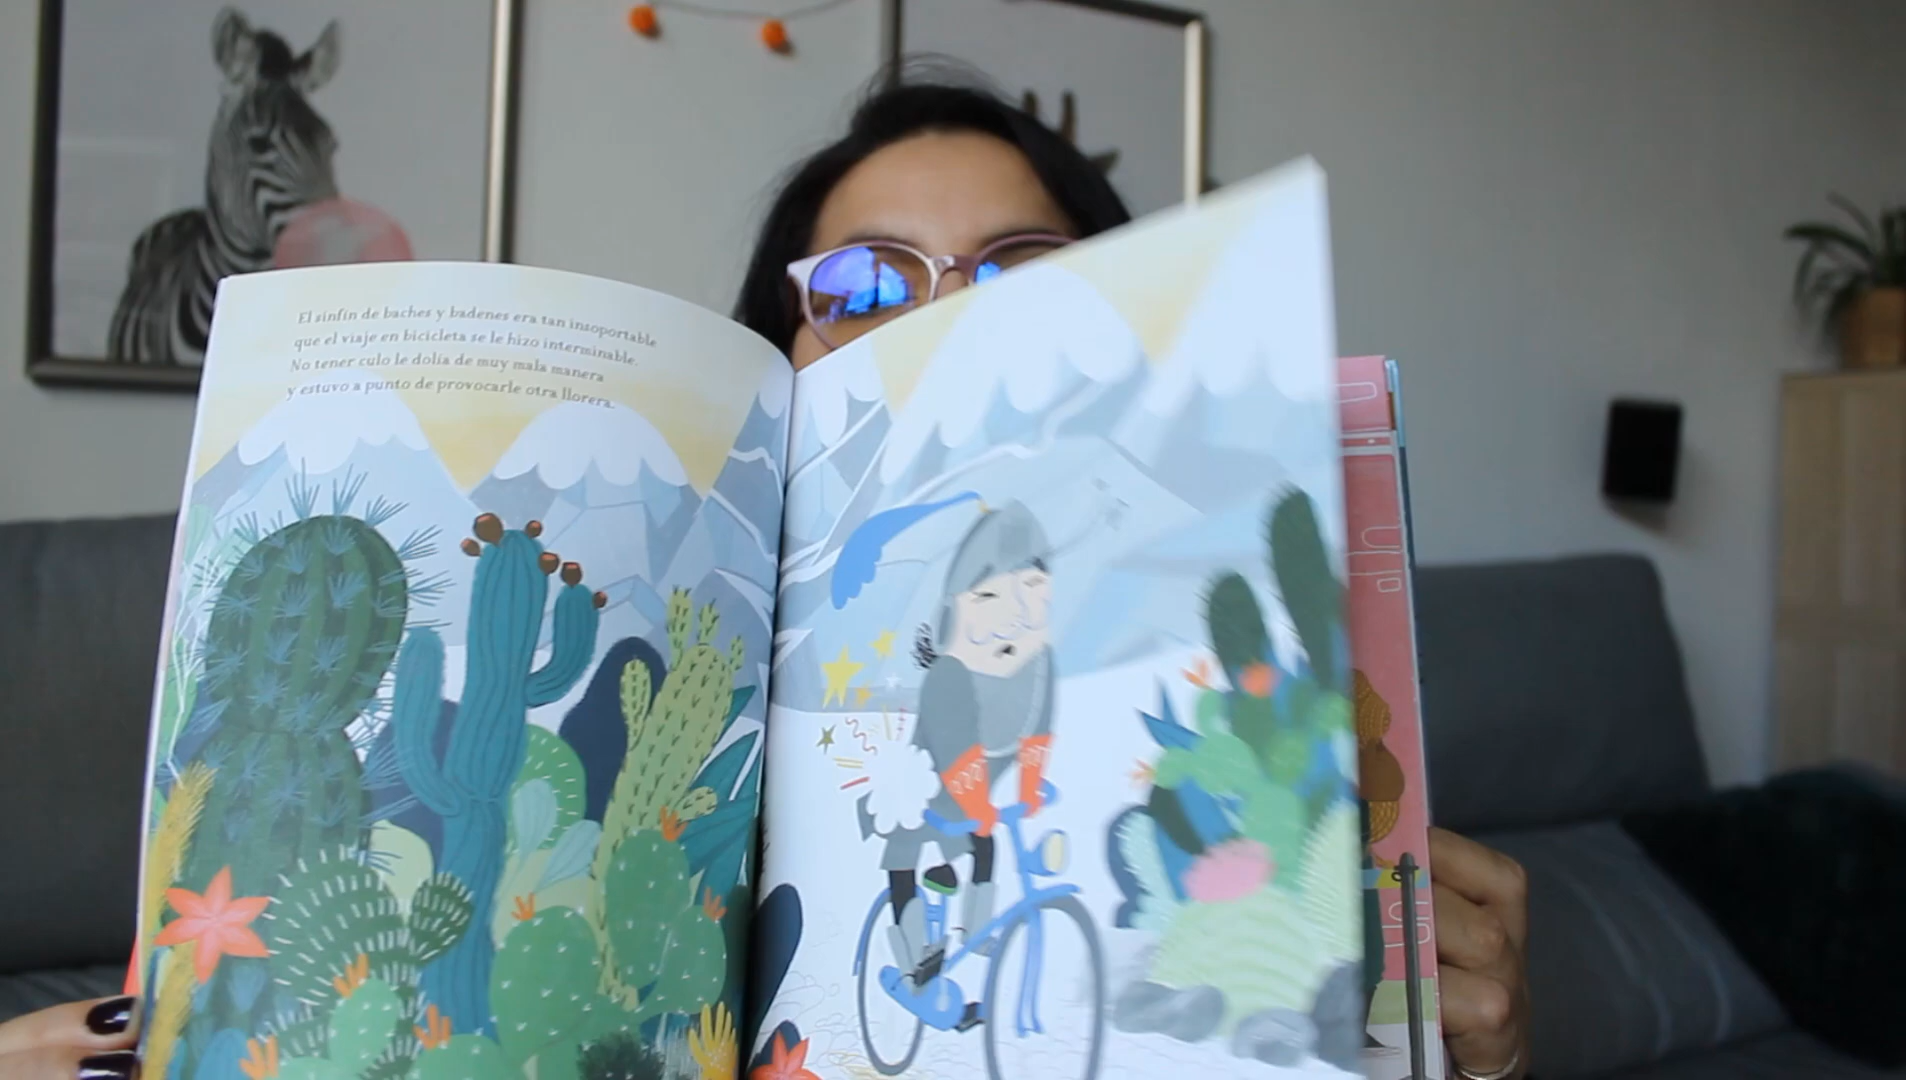 El sinfín de baches y badenes era tan insoportable
que el viaje en bicicleta se le hizo interminable.
No tener culo le dolía de muy mala manera
y estuvo a punto de provocarle otra llorera.